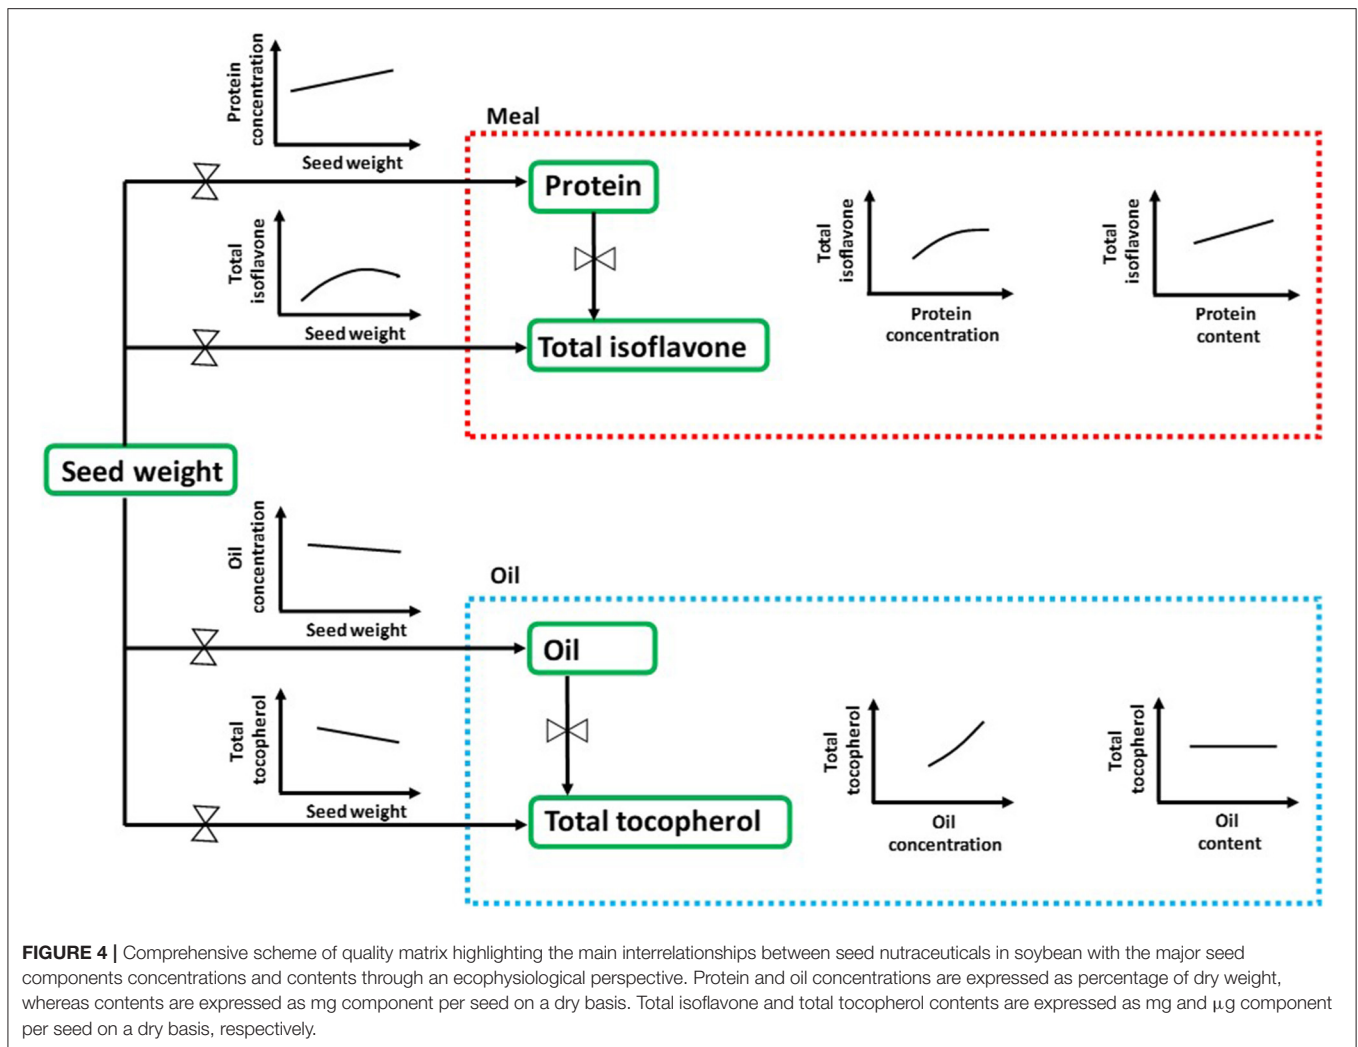 Protein
concentration
Seed weight
Meal
Protein
Total
isoflavone
Seed weight
Total isoflavone
Total
isoflavone
Protein
concentration
Total
isoflavone
Protein
content
Seed weight
Oil
concentration
Seed weight
Oil
Oil
Total
tocopherol
Seed weight
Total tocopherol
Total
tocopherol
Oil
concentration
Total
tocopherol
Oil
content
FIGURE 4 | Comprehensive scheme of quality matrix highlighting the main interrelationships between seed nutraceuticals in soybean with the major seed
components concentrations and contents through an ecophysiological perspective. Protein and oil concentrations are expressed as percentage of dry weight,
whereas contents are expressed as mg component per seed on a dry basis. Total isoflavone and total tocopherol contents are expressed as mg and μg component
per seed on a dry basis, respectively.